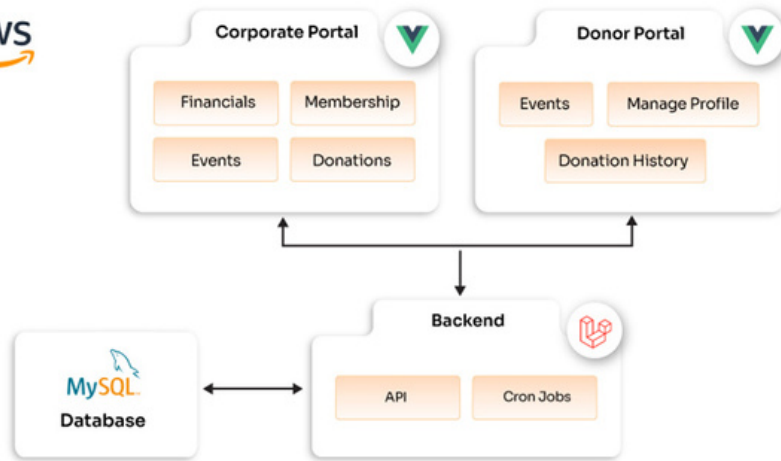 Corporate Portal
Donor Portal
Financials
Membership
Events
Donations
Events
Manage Profile
Donation History
Backend
API
Cron Jobs
MySQL
Database